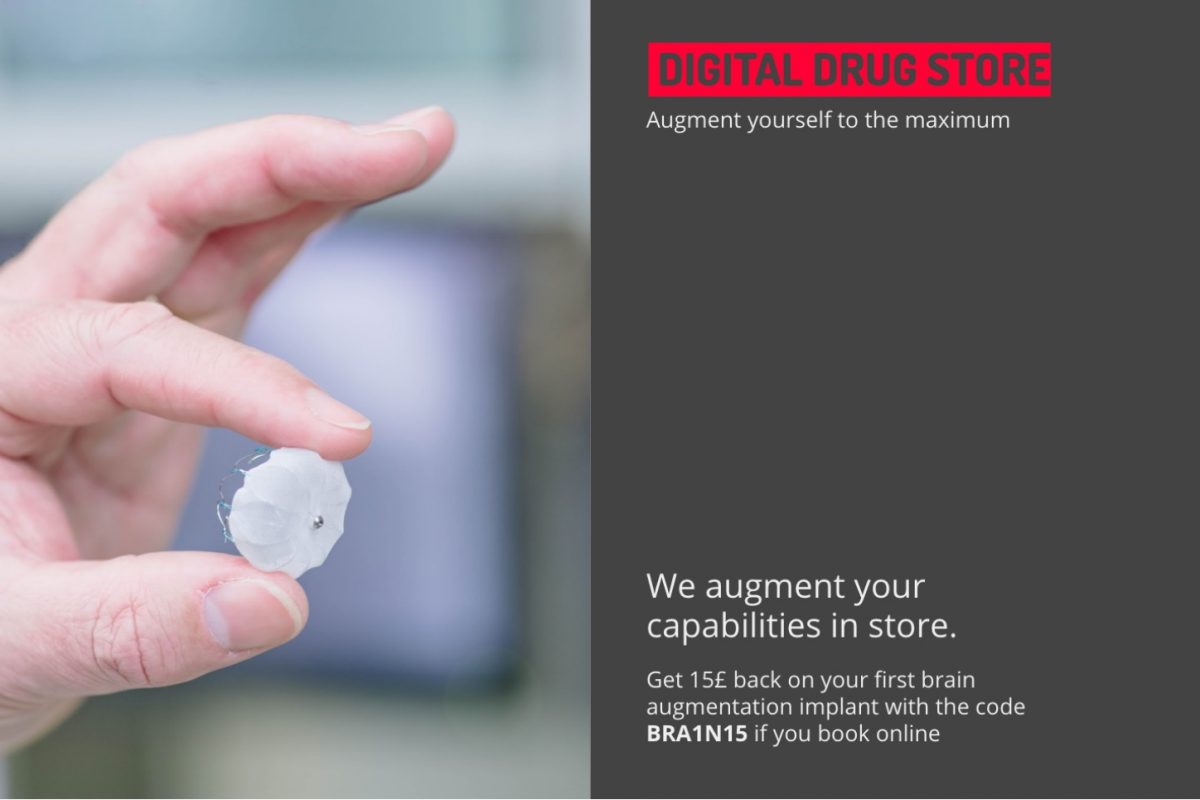 DIGITAL DRUG STORE
Augment yourself to the maximum
We augment your
capabilities in store.
Get 15£ back on your first brain
augmentation implant with the code
BRA1N15 if you book online